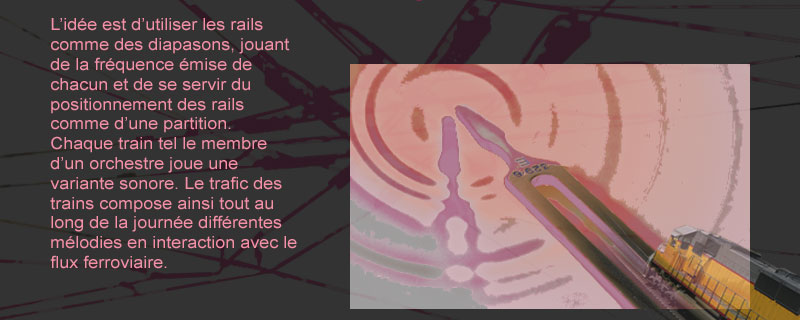 L’idée est d’utiliser les rails
comme des diapasons, jouant
de la fréquence émise de
chacun et de se servir du
positionnement des rails
comme d’une partition.
Chaque train tel le membre
d’un orchestre joue une
variante sonore. Le trafic des
trains compose ainsi tout au
long de la journée différentes
mélodies en interaction avec le
flux ferroviaire.